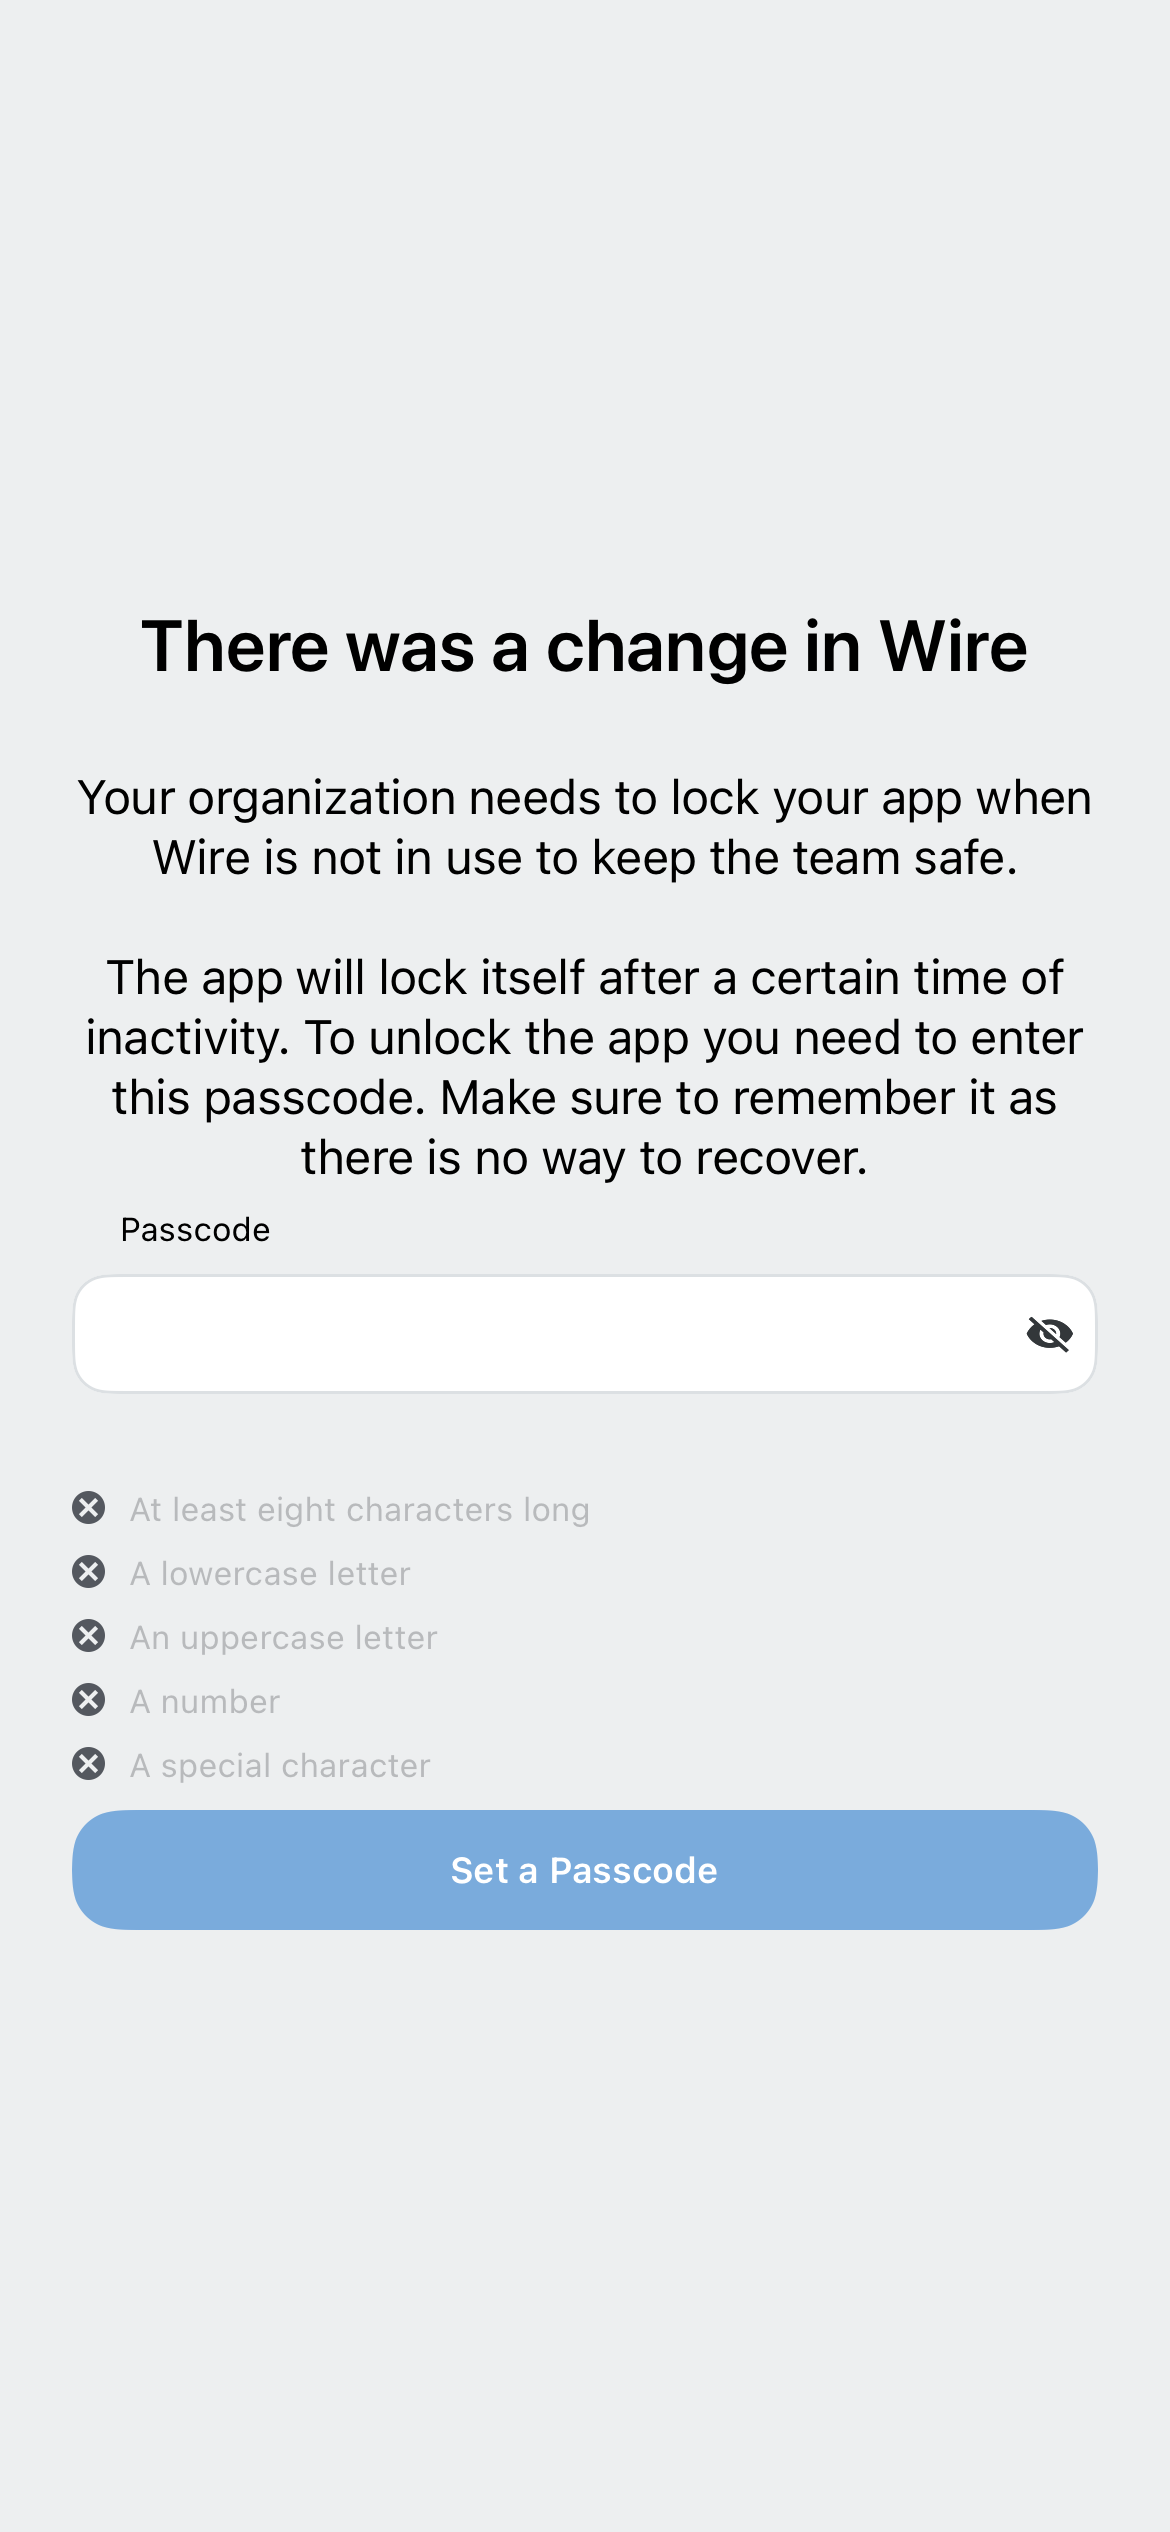 There was a change in Wire
Your organization needs to lock your app when
Wire is not in use to keep the team safe.
The app will lock itself after a certain time of
inactivity. To unlock the app you need to enter
this passcode. Make sure to remember it as
there is no way to recover.
Passcode
At least eight characters long
A lowercase letter
An uppercase letter
A number
A special character
Set a Passcode